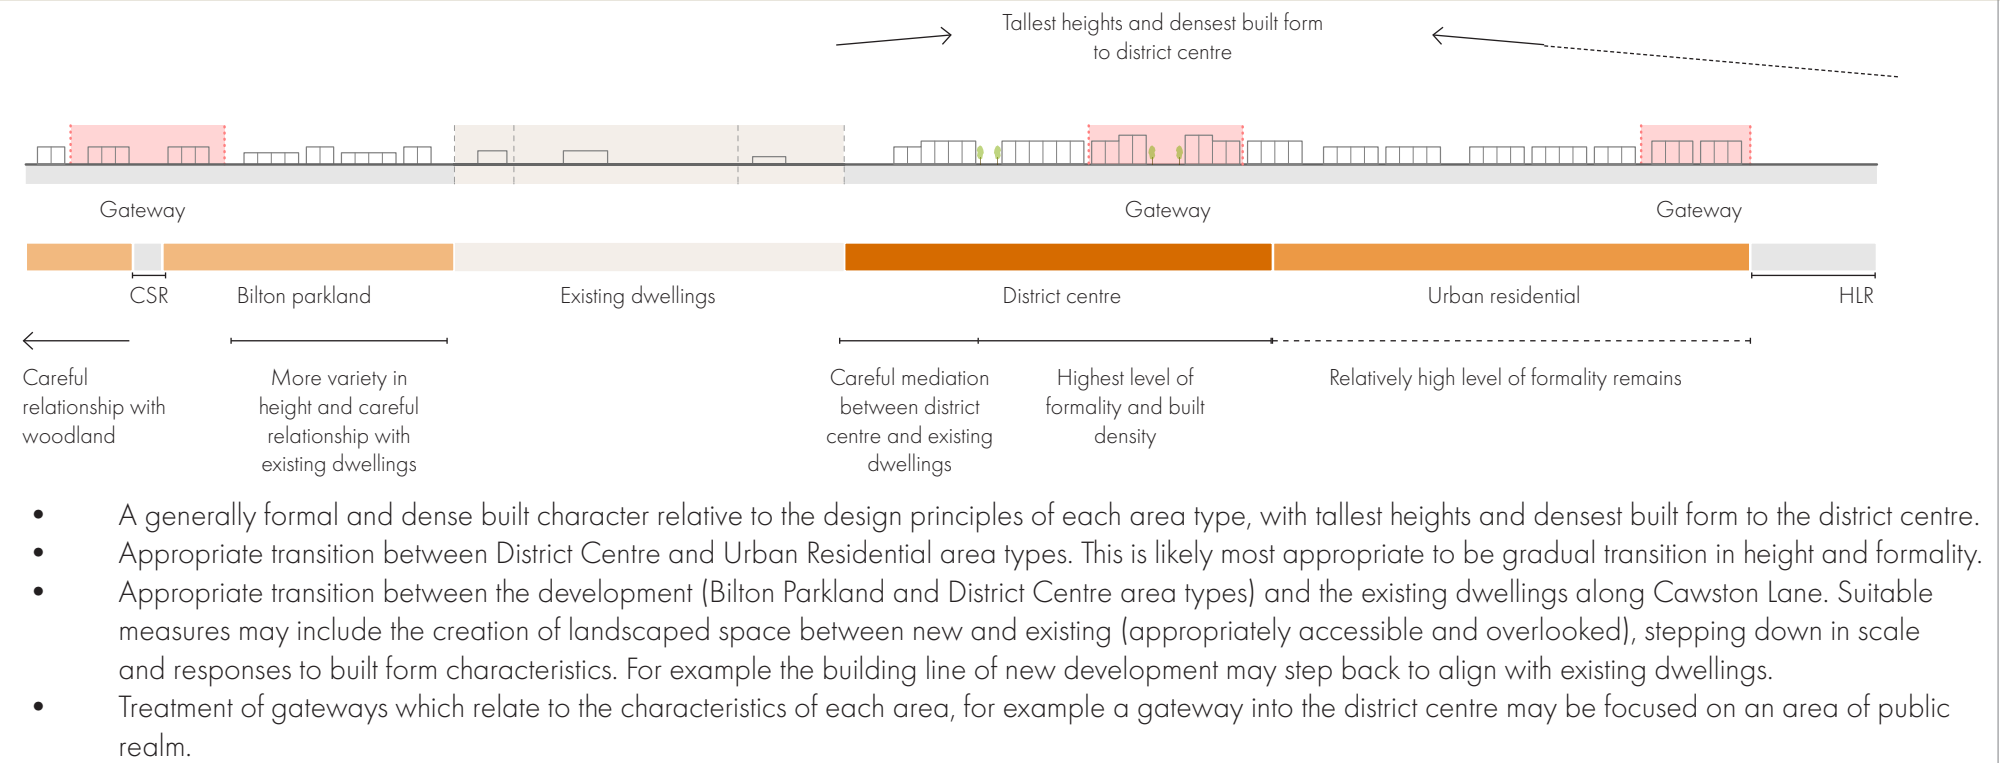 Tallest heights and densest built form
to district centre
Gateway
Gateway
Gateway
CSR
Bilton parkland
Existing dwellings
District centre
Urban residential
HLR
Careful
relationship with
woodland
More variety in
height and careful
relationship with
existing dwellings
Careful mediation
between district
centre and existing
dwellings
Highest level of
formality and built
density
Relatively high level of formality remains
• A generally formal and dense built character relative to the design principles of each area type, with tallest heights and densest built form to the district centre.
• Appropriate transition between District Centre and Urban Residential area types. This is likely most appropriate to be gradual transition in height and formality.
• Appropriate transition between the development (Bilton Parkland and District Centre area types) and the existing dwellings along Cawston Lane. Suitable
measures may include the creation of landscaped space between new and existing (appropriately accessible and overlooked), stepping down in scale
and responses to built form characteristics. For example the building line of new development may step back to align with existing dwellings.
• Treatment of gateways which relate to the characteristics of each area, for example a gateway into the district centre may be focused on an area of public
realm.